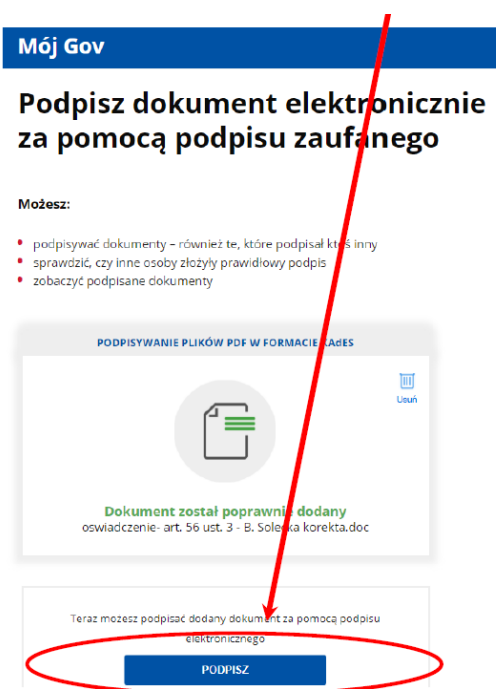 Mój Gov
Podpisz dokument elektronicznie
za pomocą podpisu zaufanego
Możesz:
podpisywać dokumenty – również te, które podpisał ktoś inny
sprawdzić, czy inne osoby złożyły prawidłowy podpis
zobaczyć podpisane dokumenty
PODPISYWANIE PLIKÓW PDF W FORMACIE XAdES
Usuń
Dokument został poprawnie dodany
oswiadczenie- art. 56 ust. 3 - B. Solecka korekta.doc
Teraz możesz podpisać dodany dokument za pomocą podpisu
elektronicznego
PODPISZ